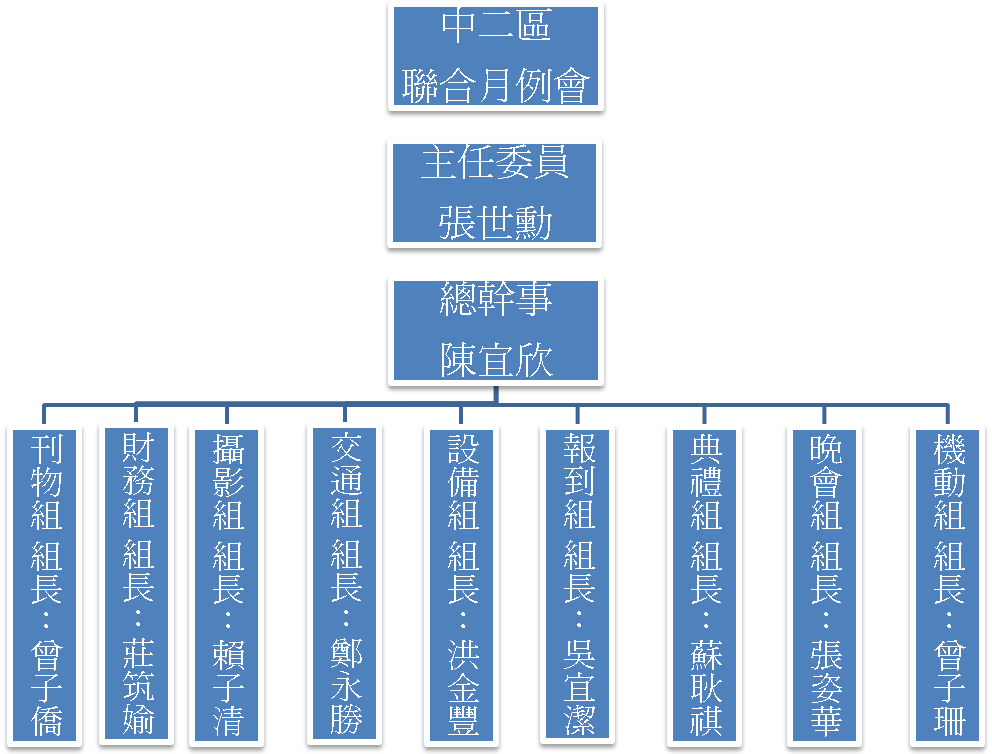 中二區
聯合月例會
主任委員
張世勳
總幹事
陳宜欣
刊物組 組長：曾子僑
財務組 組長：莊筑媮
攝影組 組長：賴子清
交通組 組長：鄭永勝
設備組 組長：洪金豐
報到組 組長：吳宜潔
典禮組 組長：蘇耿祺
晚會組 組長：張姿華
機動組 組長：曾子珊